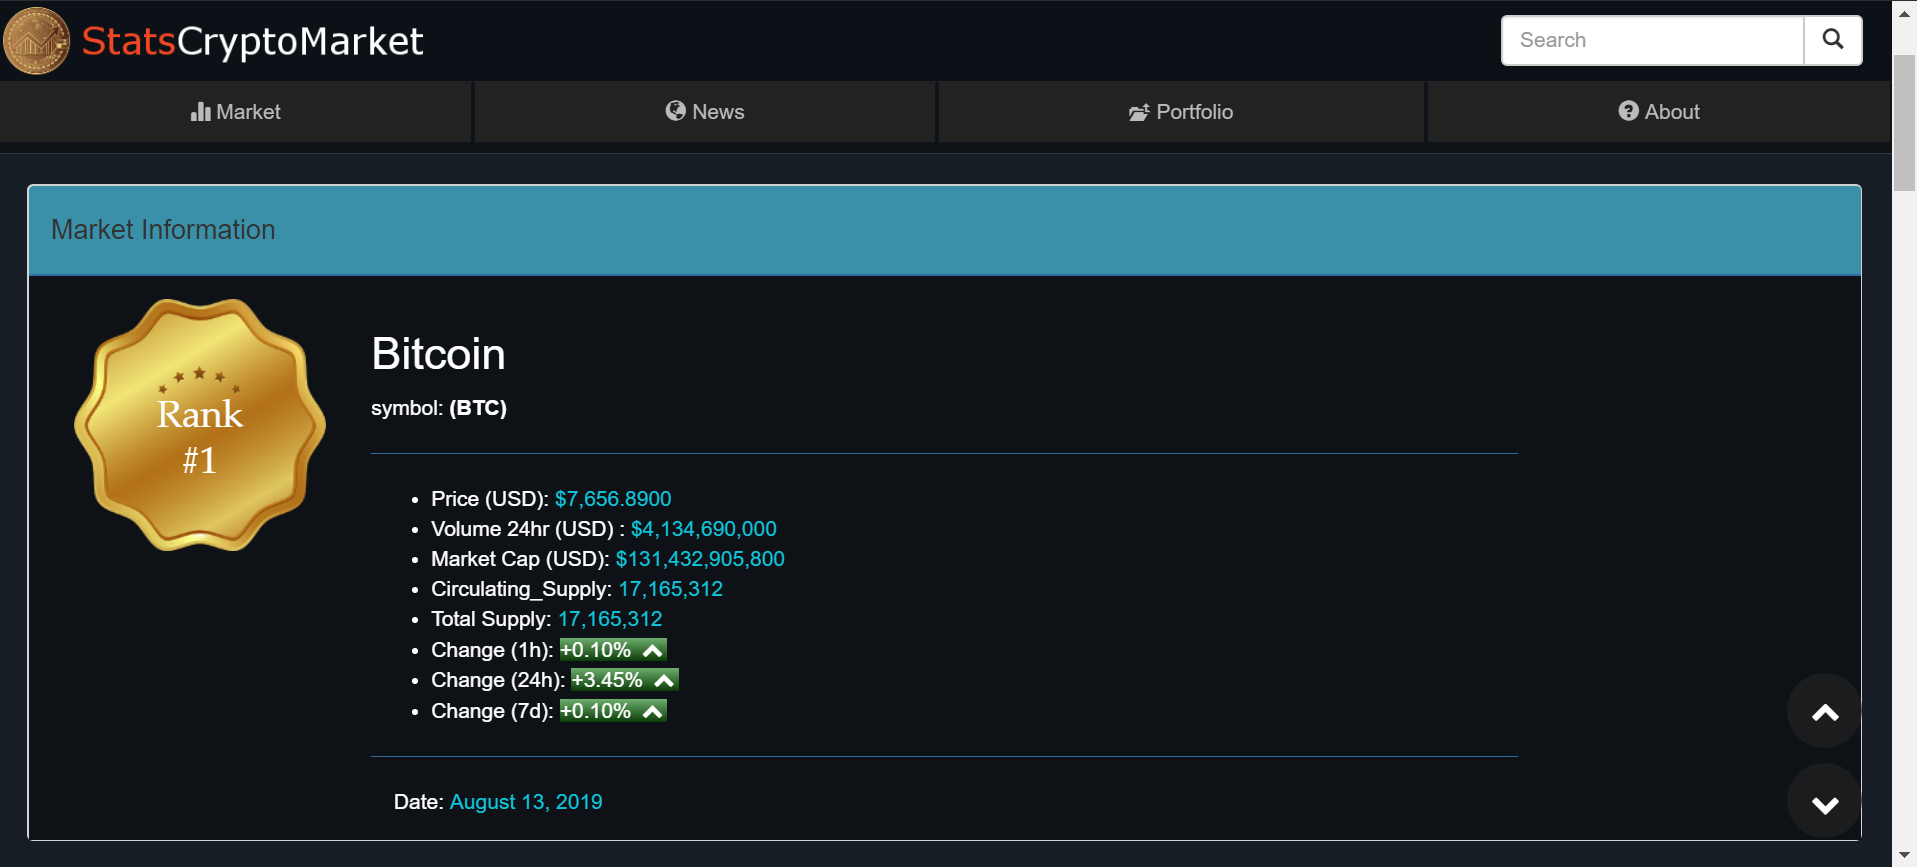 StatsCryptoMarket
Search
Market
News
Portfolio
About
Market Information
Rank
#1
Bitcoin
symbol: (BTC)
Price (USD): $7,656.8900
Volume 24hr (USD) : $4,134,690,000
Market Cap (USD): $131,432,905,800
Circulating_Supply: 17,165,312
Total Supply: 17,165,312
Change (1h): +0.10%
Change (24h): +3.45%
Change (7d): +0.10%
Date: August 13, 2019